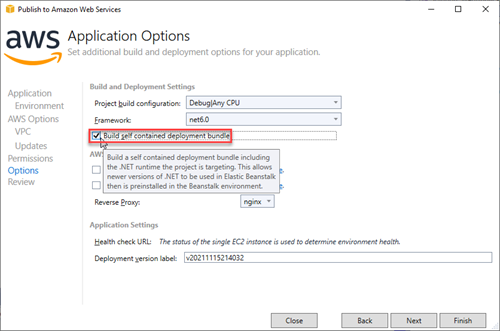 Publish to Amazon Web Services
aws
Application Options
Set additional build and deployment options for your application.
Application
Environment
AWS Options
VPC
Updates
Permissions
Options
Review
Build and Deployment Settings
Project build configuration: Debug|Any CPU
Framework: net6.0
Build self contained deployment bundle
AW
Build a self contained deployment bundle including
the .NET runtime the project is targeting. This allows
newer versions of .NET to be used in Elastic Beanstalk
then is preinstalled in the Beanstalk environment.
Reverse Proxy: nginx
Application Settings
Health check URL: The status of the single EC2 instance is used to determine environment health.
Deployment version label: v20211115214032
Close Back Next Finish